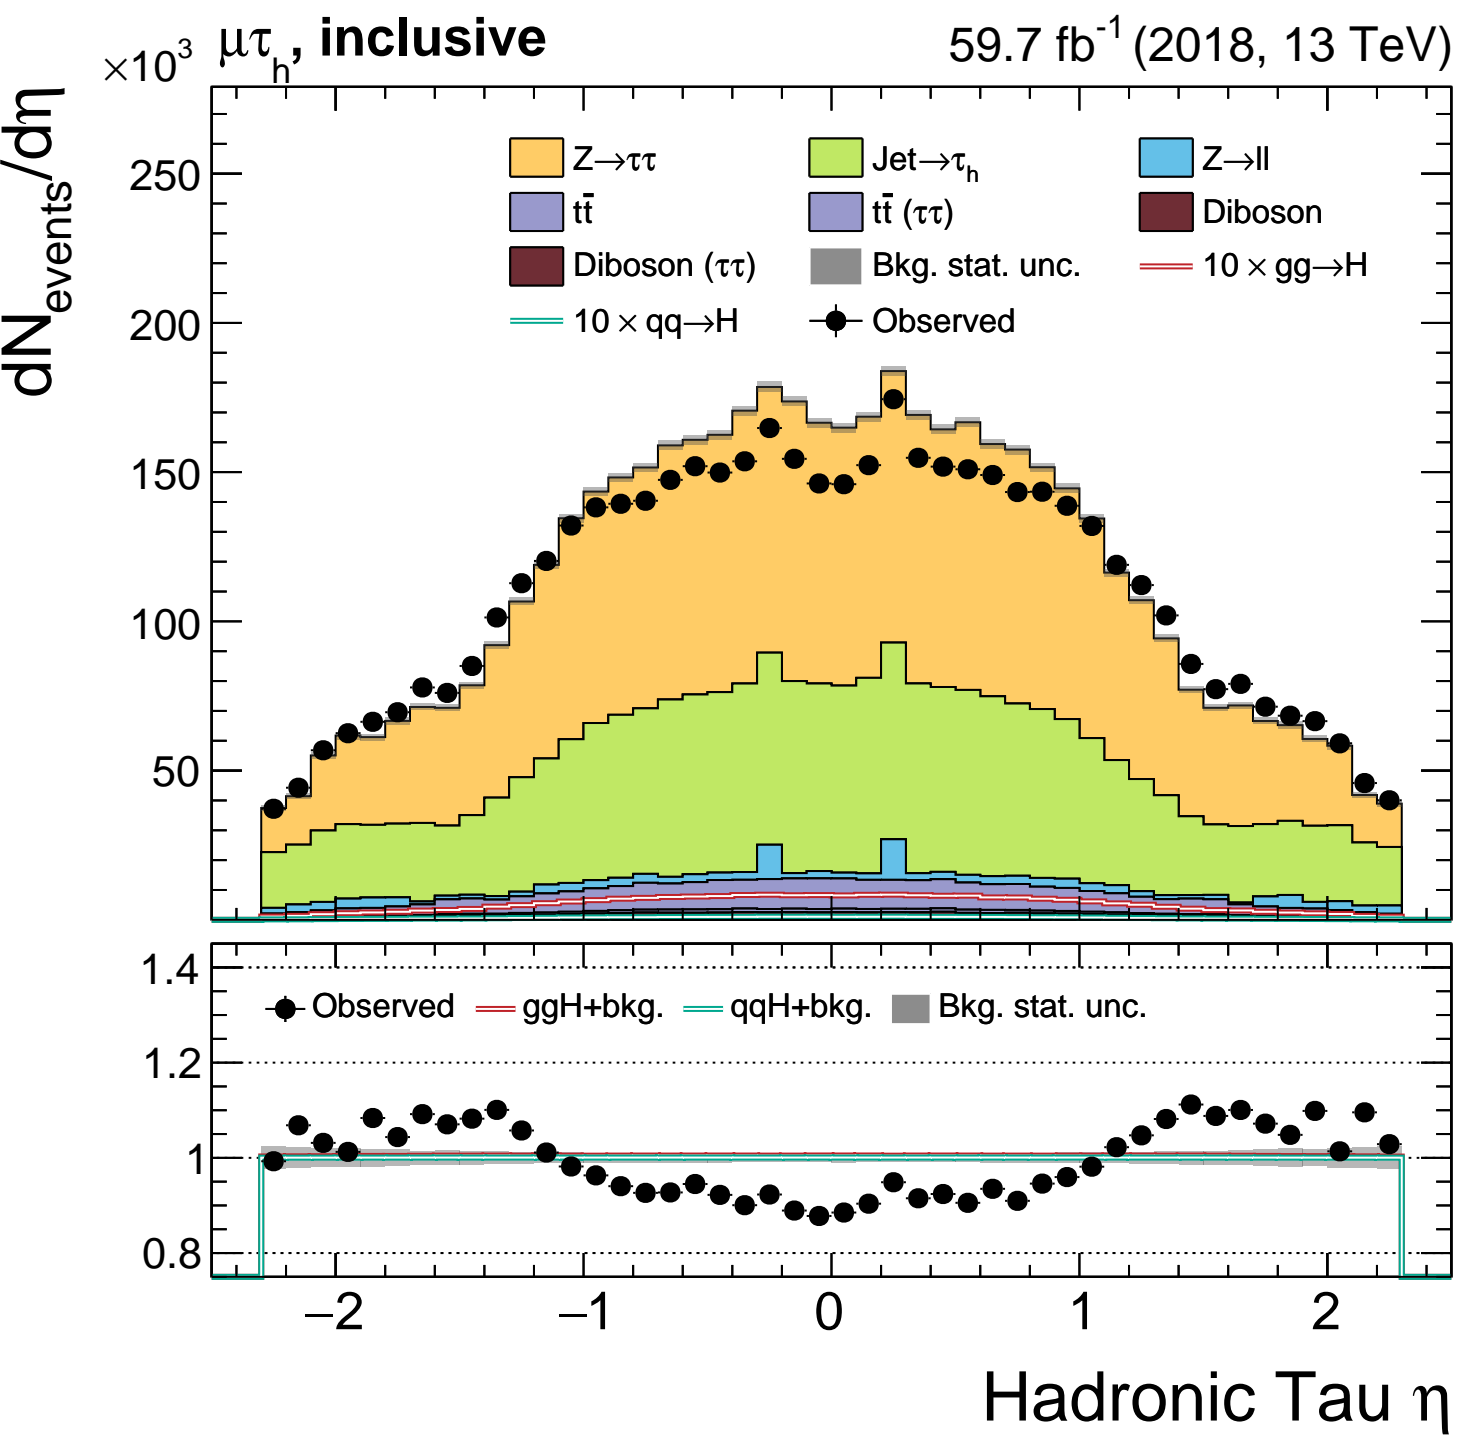 ×10³ μτₕ, inclusive 59.7 fb⁻¹ (2018, 13 TeV)
dN_events/dη
Z→ττ Jet→τₕ Z→ll
tt̄ tt̄ (ττ) Diboson
Diboson (ττ) Bkg. stat. unc. 10 × gg→H
10 × qq→H Observed
250
200
150
100
50
1.4
Observed ggH+bkg. qqH+bkg. Bkg. stat. unc.
1.2
1
0.8
−2 −1 0 1 2
Hadronic Tau η